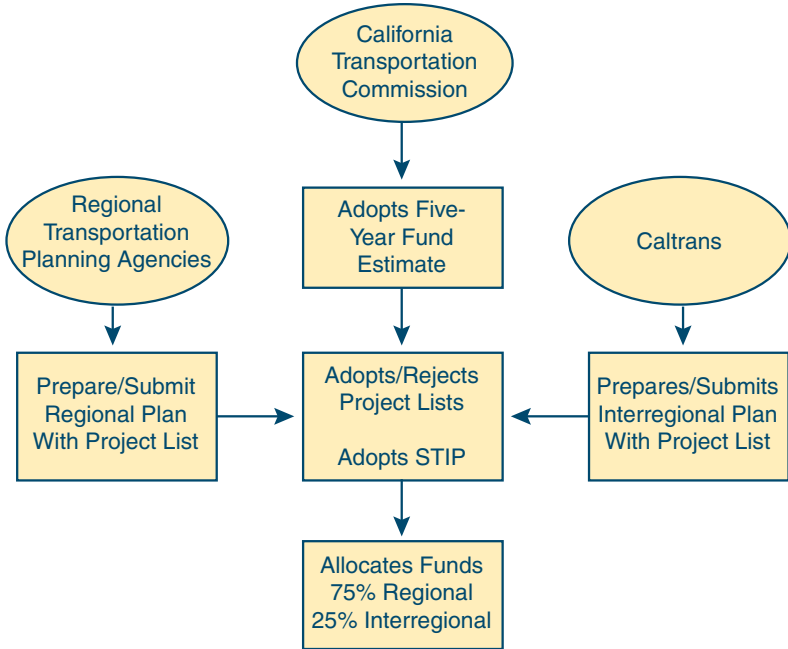 California
Transportation
Commission
Regional
Transportation
Planning Agencies
Adopts Five-
Year Fund
Estimate
Caltrans
Prepare/Submit
Regional Plan
With Project List
Adopts/Rejects
Project Lists
Adopts STIP
Prepares/Submits
Interregional Plan
With Project List
Allocates Funds
75% Regional
25% Interregional